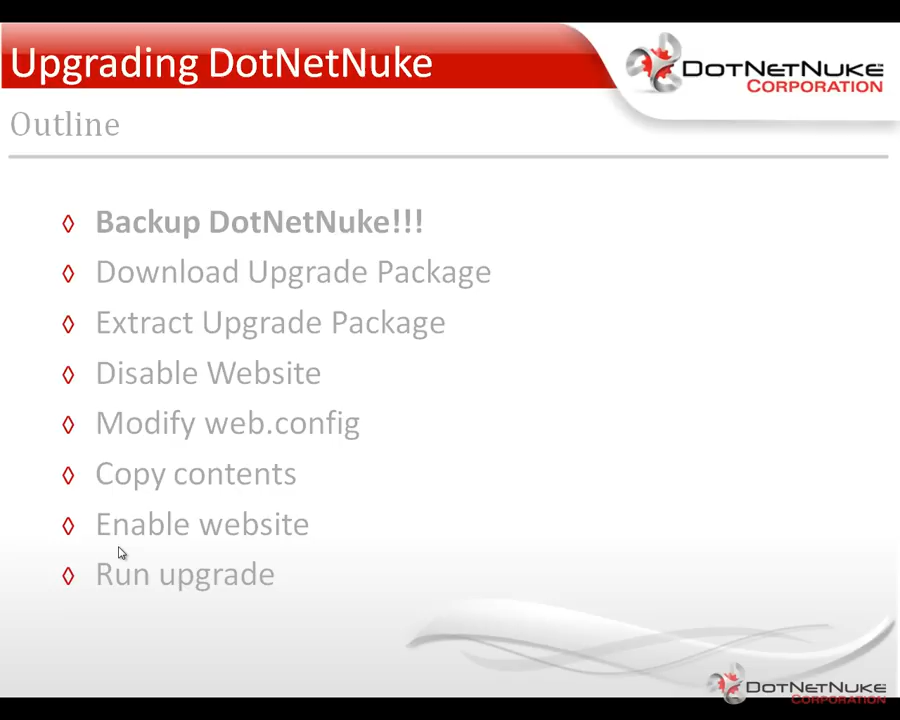 Upgrading DotNetNuke
DOTNETNUKE
CORPORATION
Outline
Backup DotNetNuke!!!
Download Upgrade Package
Extract Upgrade Package
Disable Website
Modify web.config
Copy contents
Enable website
Run upgrade
DOTNETNUKE
CORPORATION